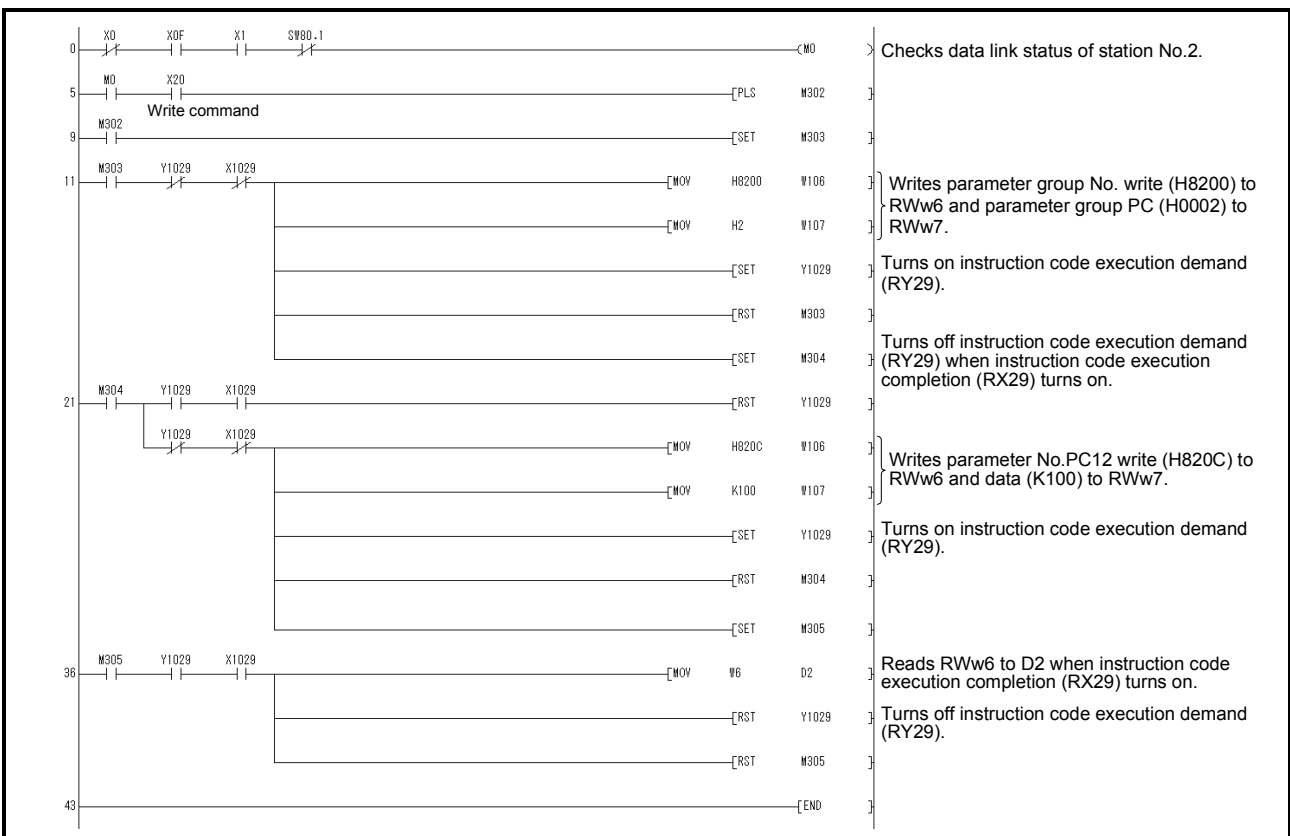 X0 X0F X1 SW80.1
0 (M0 ) Checks data link status of station No.2.
M0 X20
5 [PLS M302 ]
Write command
M302
9 [SET M303 ]
M303 Y1029 X1029
11 [MOV H8200 W106 ] Writes parameter group No. write (H8200) to
RWw6 and parameter group PC (H0002) to
[MOV H2 W107 ] RWw7.
[SET Y1029 ] Turns on instruction code execution demand
(RY29).
[RST M303 ]
[SET M304 ] Turns off instruction code execution demand
(RY29) when instruction code execution
completion (RX29) turns on.
M304 Y1029 X1029
21 [RST Y1029 ]
Y1029 X1029
[MOV H820C W106 ] Writes parameter No.PC12 write (H820C) to
RWw6 and data (K100) to RWw7.
[MOV K100 W107 ]
[SET Y1029 ] Turns on instruction code execution demand
(RY29).
[RST M304 ]
[SET M305 ]
M305 Y1029 X1029
36 [MOV W6 D2 ] Reads RWw6 to D2 when instruction code
execution completion (RX29) turns on.
[RST Y1029 ] Turns off instruction code execution demand
(RY29).
[RST M305 ]
43 [END ]